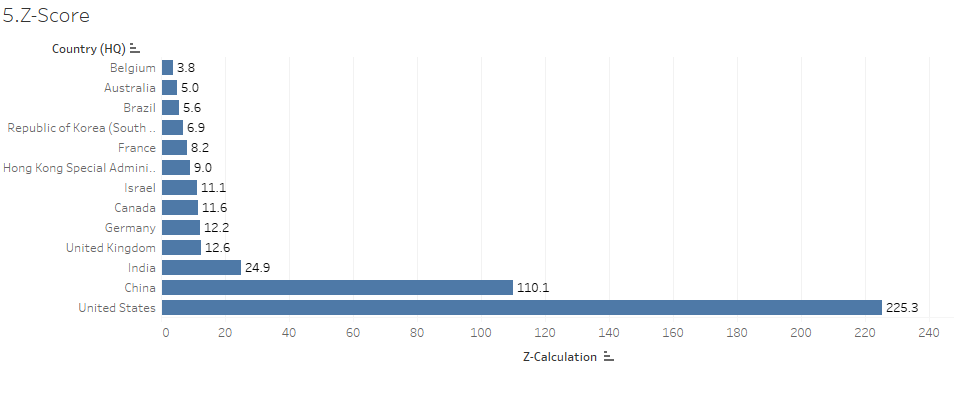 5.Z-Score
Country (HQ)
Belgium 3.8
Australia 5.0
Brazil 5.6
Republic of Korea (South .. 6.9
France 8.2
Hong Kong Special Admini.. 9.0
Israel 11.1
Canada 11.6
Germany 12.2
United Kingdom 12.6
India 24.9
China 110.1
United States 225.3
0 20 40 60 80 100 120 140 160 180 200 220 240
Z-Calculation